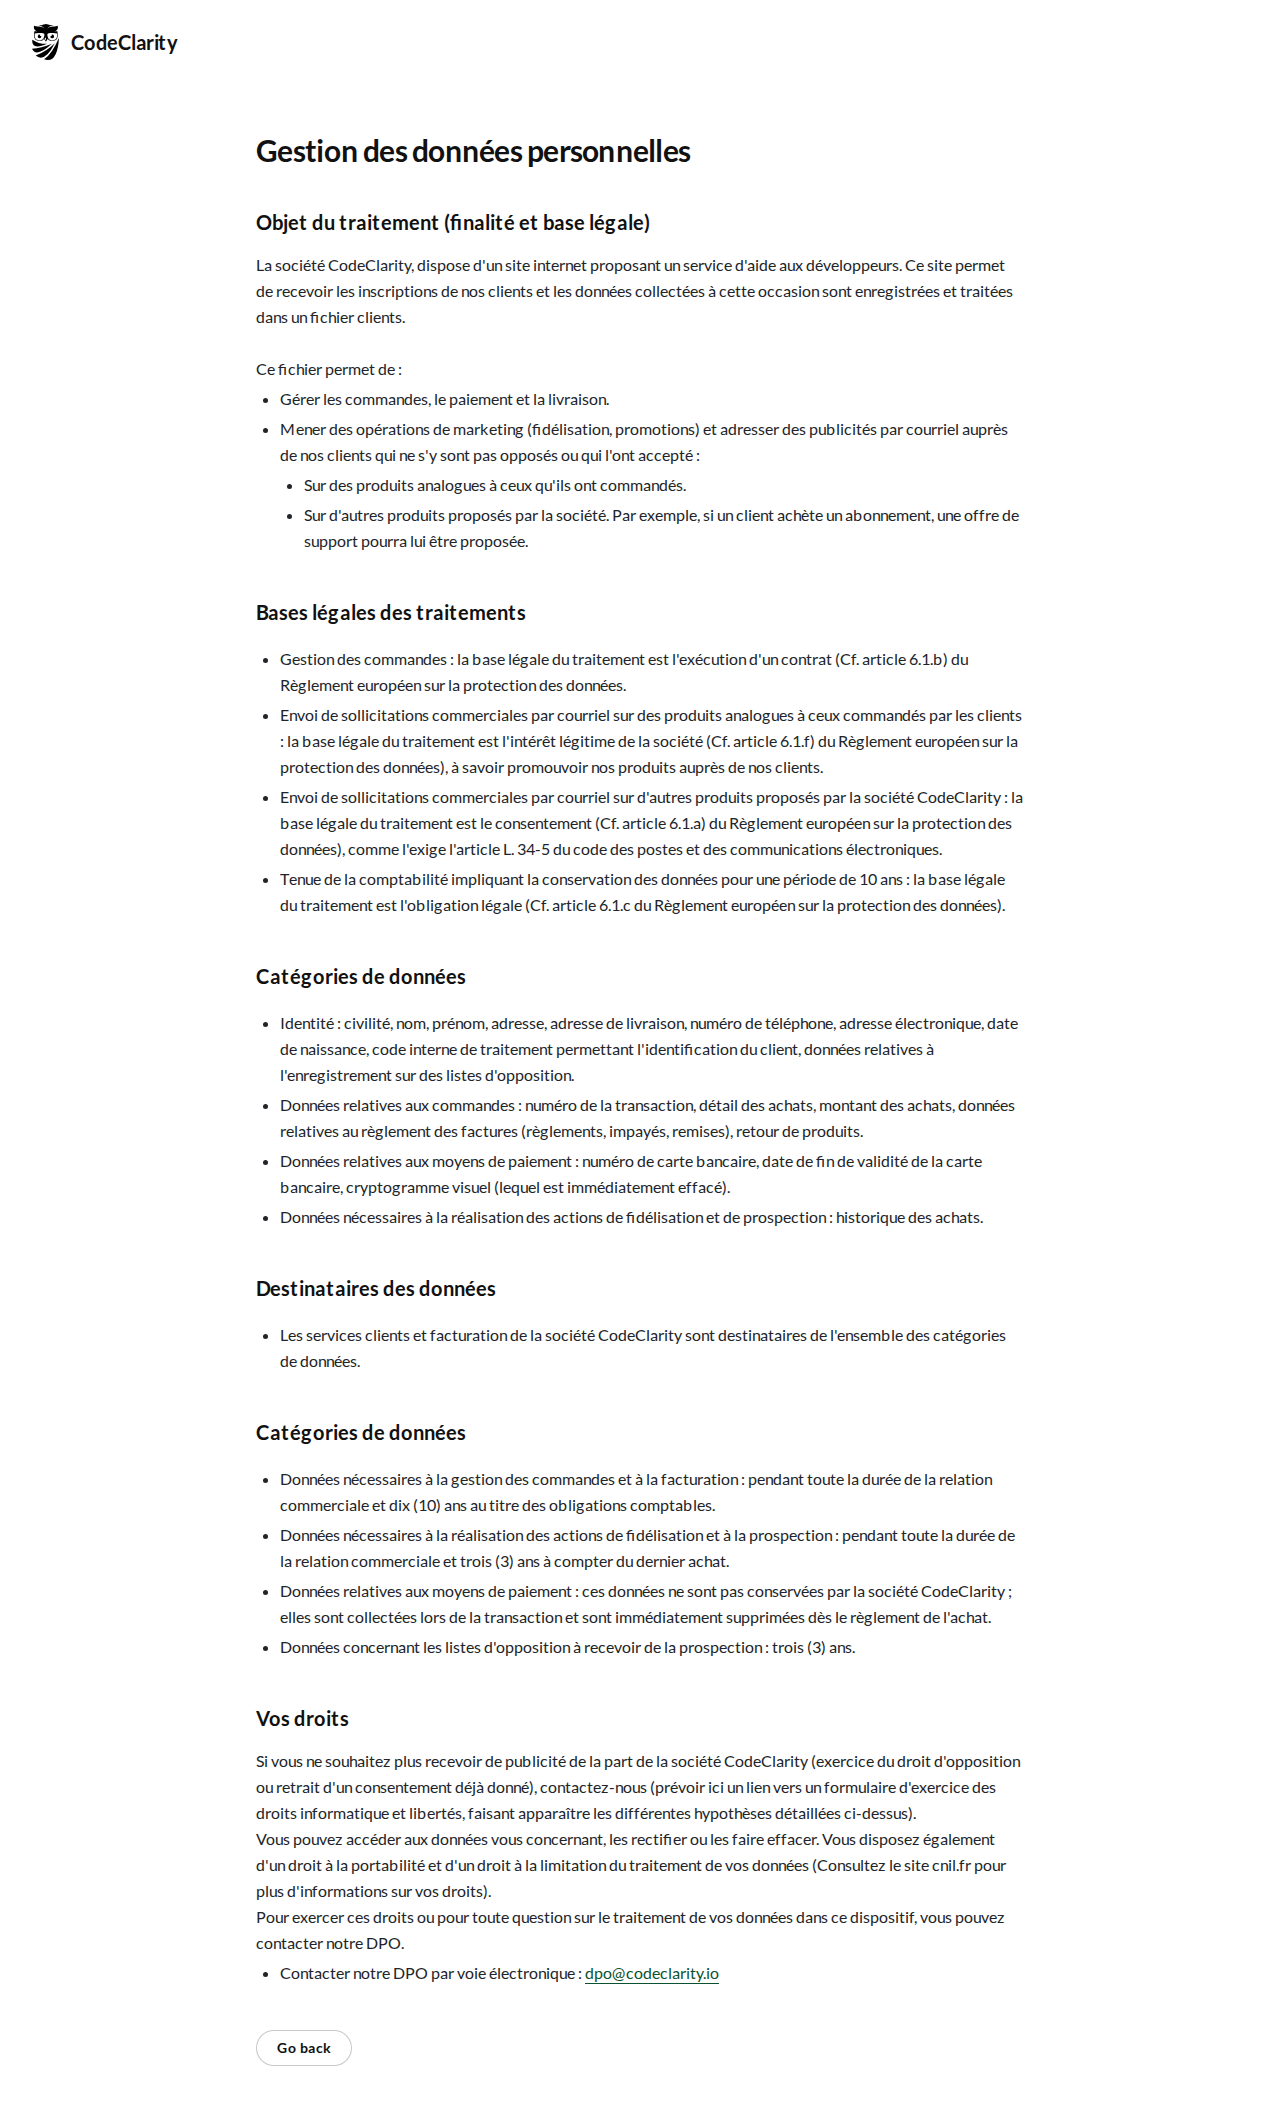 CodeClarity
Gestion des données personnelles
Objet du traitement (finalité et base légale)
La société CodeClarity, dispose d'un site internet proposant un service d'aide aux développeurs. Ce site permet
de recevoir les inscriptions de nos clients et les données collectées à cette occasion sont enregistrées et traitées
dans un fichier clients.
Ce fichier permet de :
• Gérer les commandes, le paiement et la livraison.
• Mener des opérations de marketing (fidélisation, promotions) et adresser des publicités par courriel auprès
de nos clients qui ne s'y sont pas opposés ou qui l'ont accepté :
• Sur des produits analogues à ceux qu'ils ont commandés.
• Sur d'autres produits proposés par la société. Par exemple, si un client achète un abonnement, une offre de
support pourra lui être proposée.
Bases légales des traitements
• Gestion des commandes : la base légale du traitement est l'exécution d'un contrat (Cf. article 6.1.b) du
Règlement européen sur la protection des données.
• Envoi de sollicitations commerciales par courriel sur des produits analogues à ceux commandés par les clients
: la base légale du traitement est l'intérêt légitime de la société (Cf. article 6.1.f) du Règlement européen sur la
protection des données), à savoir promouvoir nos produits auprès de nos clients.
• Envoi de sollicitations commerciales par courriel sur d'autres produits proposés par la société CodeClarity : la
base légale du traitement est le consentement (Cf. article 6.1.a) du Règlement européen sur la protection des
données), comme l'exige l'article L. 34-5 du code des postes et des communications électroniques.
• Tenue de la comptabilité impliquant la conservation des données pour une période de 10 ans : la base légale
du traitement est l'obligation légale (Cf. article 6.1.c du Règlement européen sur la protection des données).
Catégories de données
• Identité : civilité, nom, prénom, adresse, adresse de livraison, numéro de téléphone, adresse électronique, date
de naissance, code interne de traitement permettant l'identification du client, données relatives à
l'enregistrement sur des listes d'opposition.
• Données relatives aux commandes : numéro de la transaction, détail des achats, montant des achats, données
relatives au règlement des factures (règlements, impayés, remises), retour de produits.
• Données relatives aux moyens de paiement : numéro de carte bancaire, date de fin de validité de la carte
bancaire, cryptogramme visuel (lequel est immédiatement effacé).
• Données nécessaires à la réalisation des actions de fidélisation et de prospection : historique des achats.
Destinataires des données
• Les services clients et facturation de la société CodeClarity sont destinataires de l'ensemble des catégories
de données.
Catégories de données
• Données nécessaires à la gestion des commandes et à la facturation : pendant toute la durée de la relation
commerciale et dix (10) ans au titre des obligations comptables.
• Données nécessaires à la réalisation des actions de fidélisation et à la prospection : pendant toute la durée de
la relation commerciale et trois (3) ans à compter du dernier achat.
• Données relatives aux moyens de paiement : ces données ne sont pas conservées par la société CodeClarity ;
elles sont collectées lors de la transaction et sont immédiatement supprimées dès le règlement de l'achat.
• Données concernant les listes d'opposition à recevoir de la prospection : trois (3) ans.
Vos droits
Si vous ne souhaitez plus recevoir de publicité de la part de la société CodeClarity (exercice du droit d'opposition
ou retrait d'un consentement déjà donné), contactez-nous (prévoir ici un lien vers un formulaire d'exercice des
droits informatique et libertés, faisant apparaître les différentes hypothèses détaillées ci-dessus).
Vous pouvez accéder aux données vous concernant, les rectifier ou les faire effacer. Vous disposez également
d'un droit à la portabilité et d'un droit à la limitation du traitement de vos données (Consultez le site cnil.fr pour
plus d'informations sur vos droits).
Pour exercer ces droits ou pour toute question sur le traitement de vos données dans ce dispositif, vous pouvez
contacter notre DPO.
• Contacter notre DPO par voie électronique : dpo@codeclarity.io
Go back